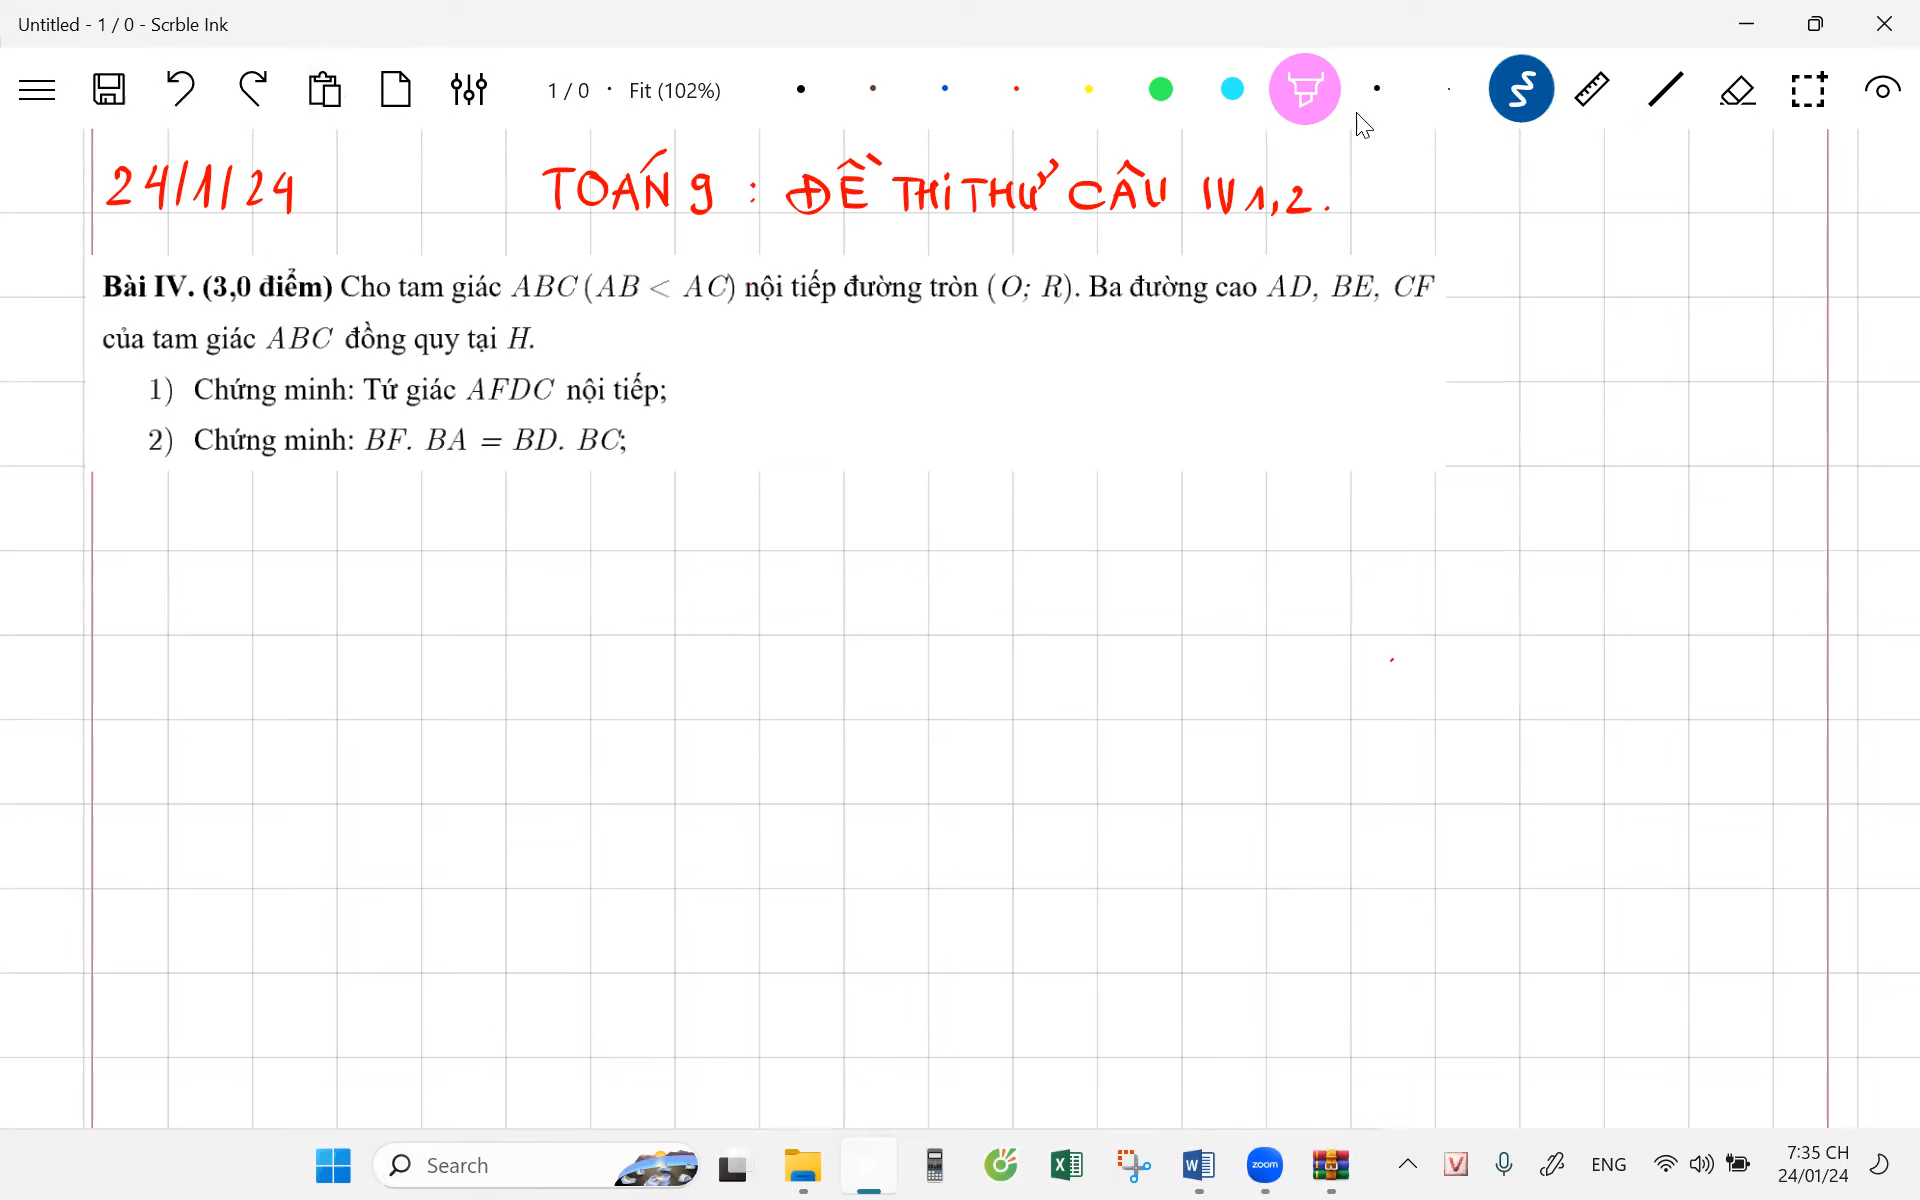 Untitled - 1 / 0 - Scrble Ink
1 / 0 · Fit (102%)
24/1/24 TOÁN 9 : ĐỀ THI THỬ CÂU IV 1,2.
Bài IV. (3,0 điểm) Cho tam giác ABC (AB < AC) nội tiếp đường tròn (O; R). Ba đường cao AD, BE, CF
của tam giác ABC đồng quy tại H.
1) Chứng minh: Tứ giác AFDC nội tiếp;
2) Chứng minh: BF. BA = BD. BC;
Search
zoom
ENG
7:35 CH
24/01/24